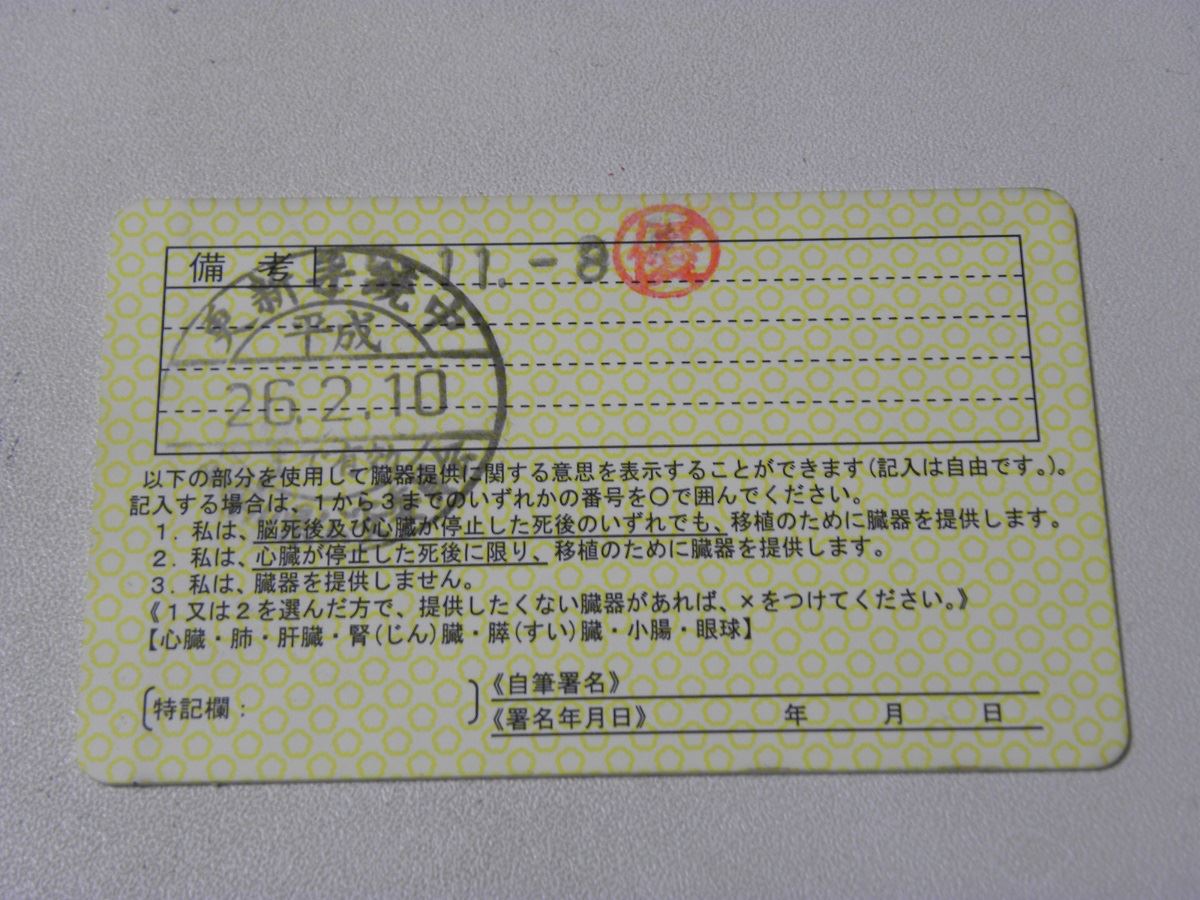 備考
11.-8 優
更新手続中
平成
26.2.10
以下の部分を使用して臓器提供に関する意思を表示することができます(記入は自由です。)。
記入する場合は、1から3までのいずれかの番号を○で囲んでください。
1. 私は、脳死後及び心臓が停止した死後のいずれでも、移植のために臓器を提供します。
2. 私は、心臓が停止した死後に限り、移植のために臓器を提供します。
3. 私は、臓器を提供しません。
《1又は2を選んだ方で、提供したくない臓器があれば、×をつけてください。》
【心臓・肺・肝臓・腎(じん)臓・膵(すい)臓・小腸・眼球】
《自筆署名》
〔特記欄: 〕
《署名年月日》 年 月 日